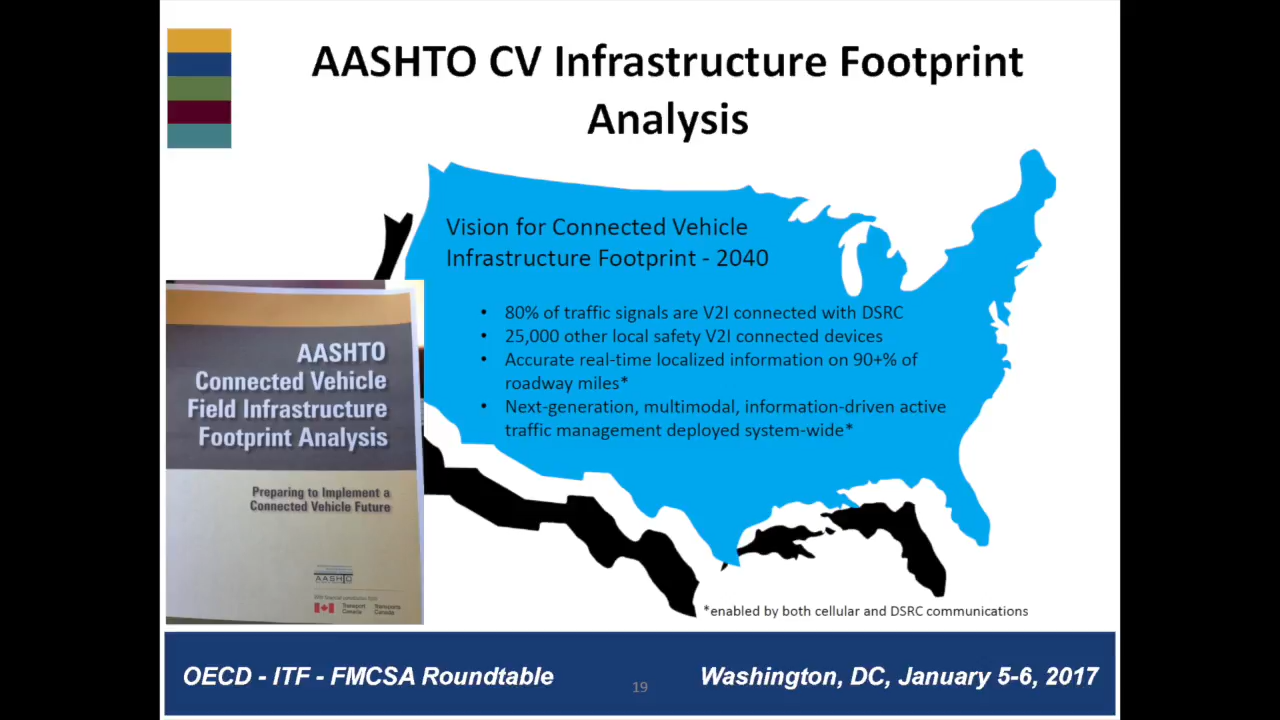 AASHTO CV Infrastructure Footprint
Analysis
Vision for Connected Vehicle
Infrastructure Footprint - 2040
• 80% of traffic signals are V2I connected with DSRC
• 25,000 other local safety V2I connected devices
• Accurate real-time localized information on 90+% of
roadway miles*
• Next-generation, multimodal, information-driven active
traffic management deployed system-wide*
AASHTO
Connected Vehicle
Field Infrastructure
Footprint Analysis
Preparing to Implement a
Connected Vehicle Future
AASHTO
Transport Transports
Canada Canada
*enabled by both cellular and DSRC communications
OECD - ITF - FMCSA Roundtable
19
Washington, DC, January 5-6, 2017